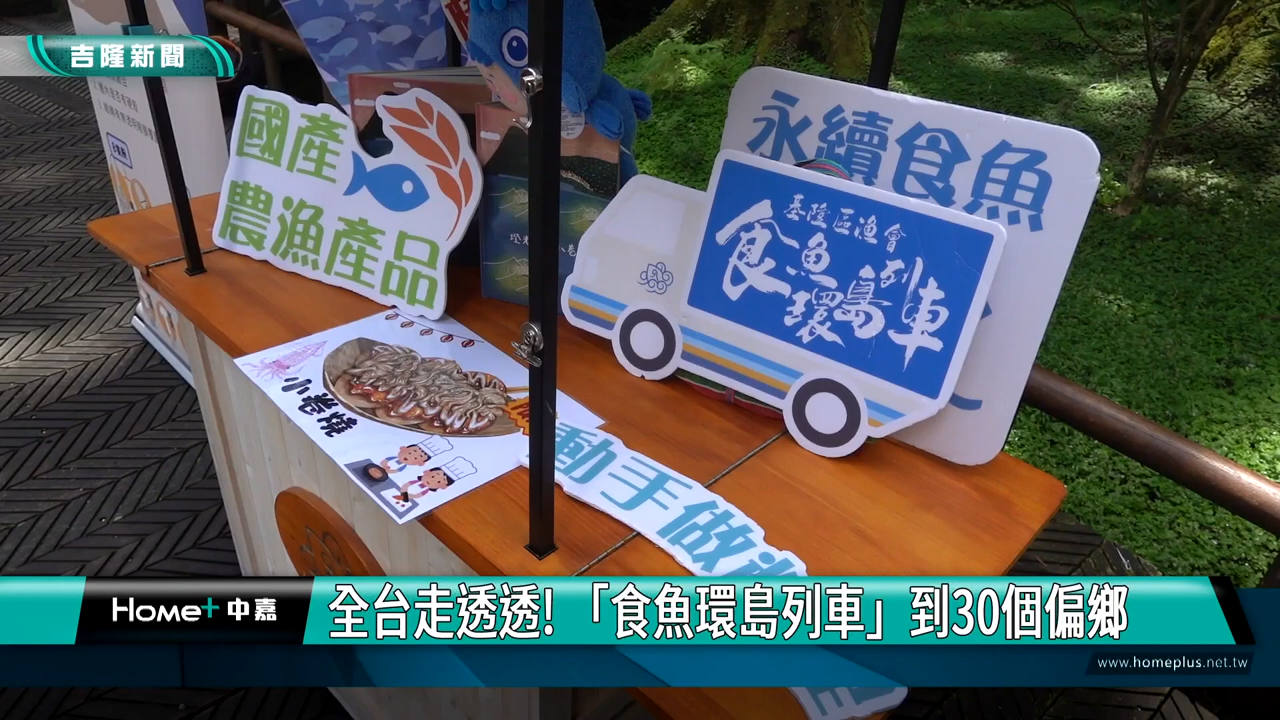 吉隆新聞
國產
農漁產品
永續食魚
基隆區漁會
食魚
環島列車
小卷燒
動手做
Home+ 中嘉
全台走透透!「食魚環島列車」到30個偏鄉
www.homeplus.net.tw